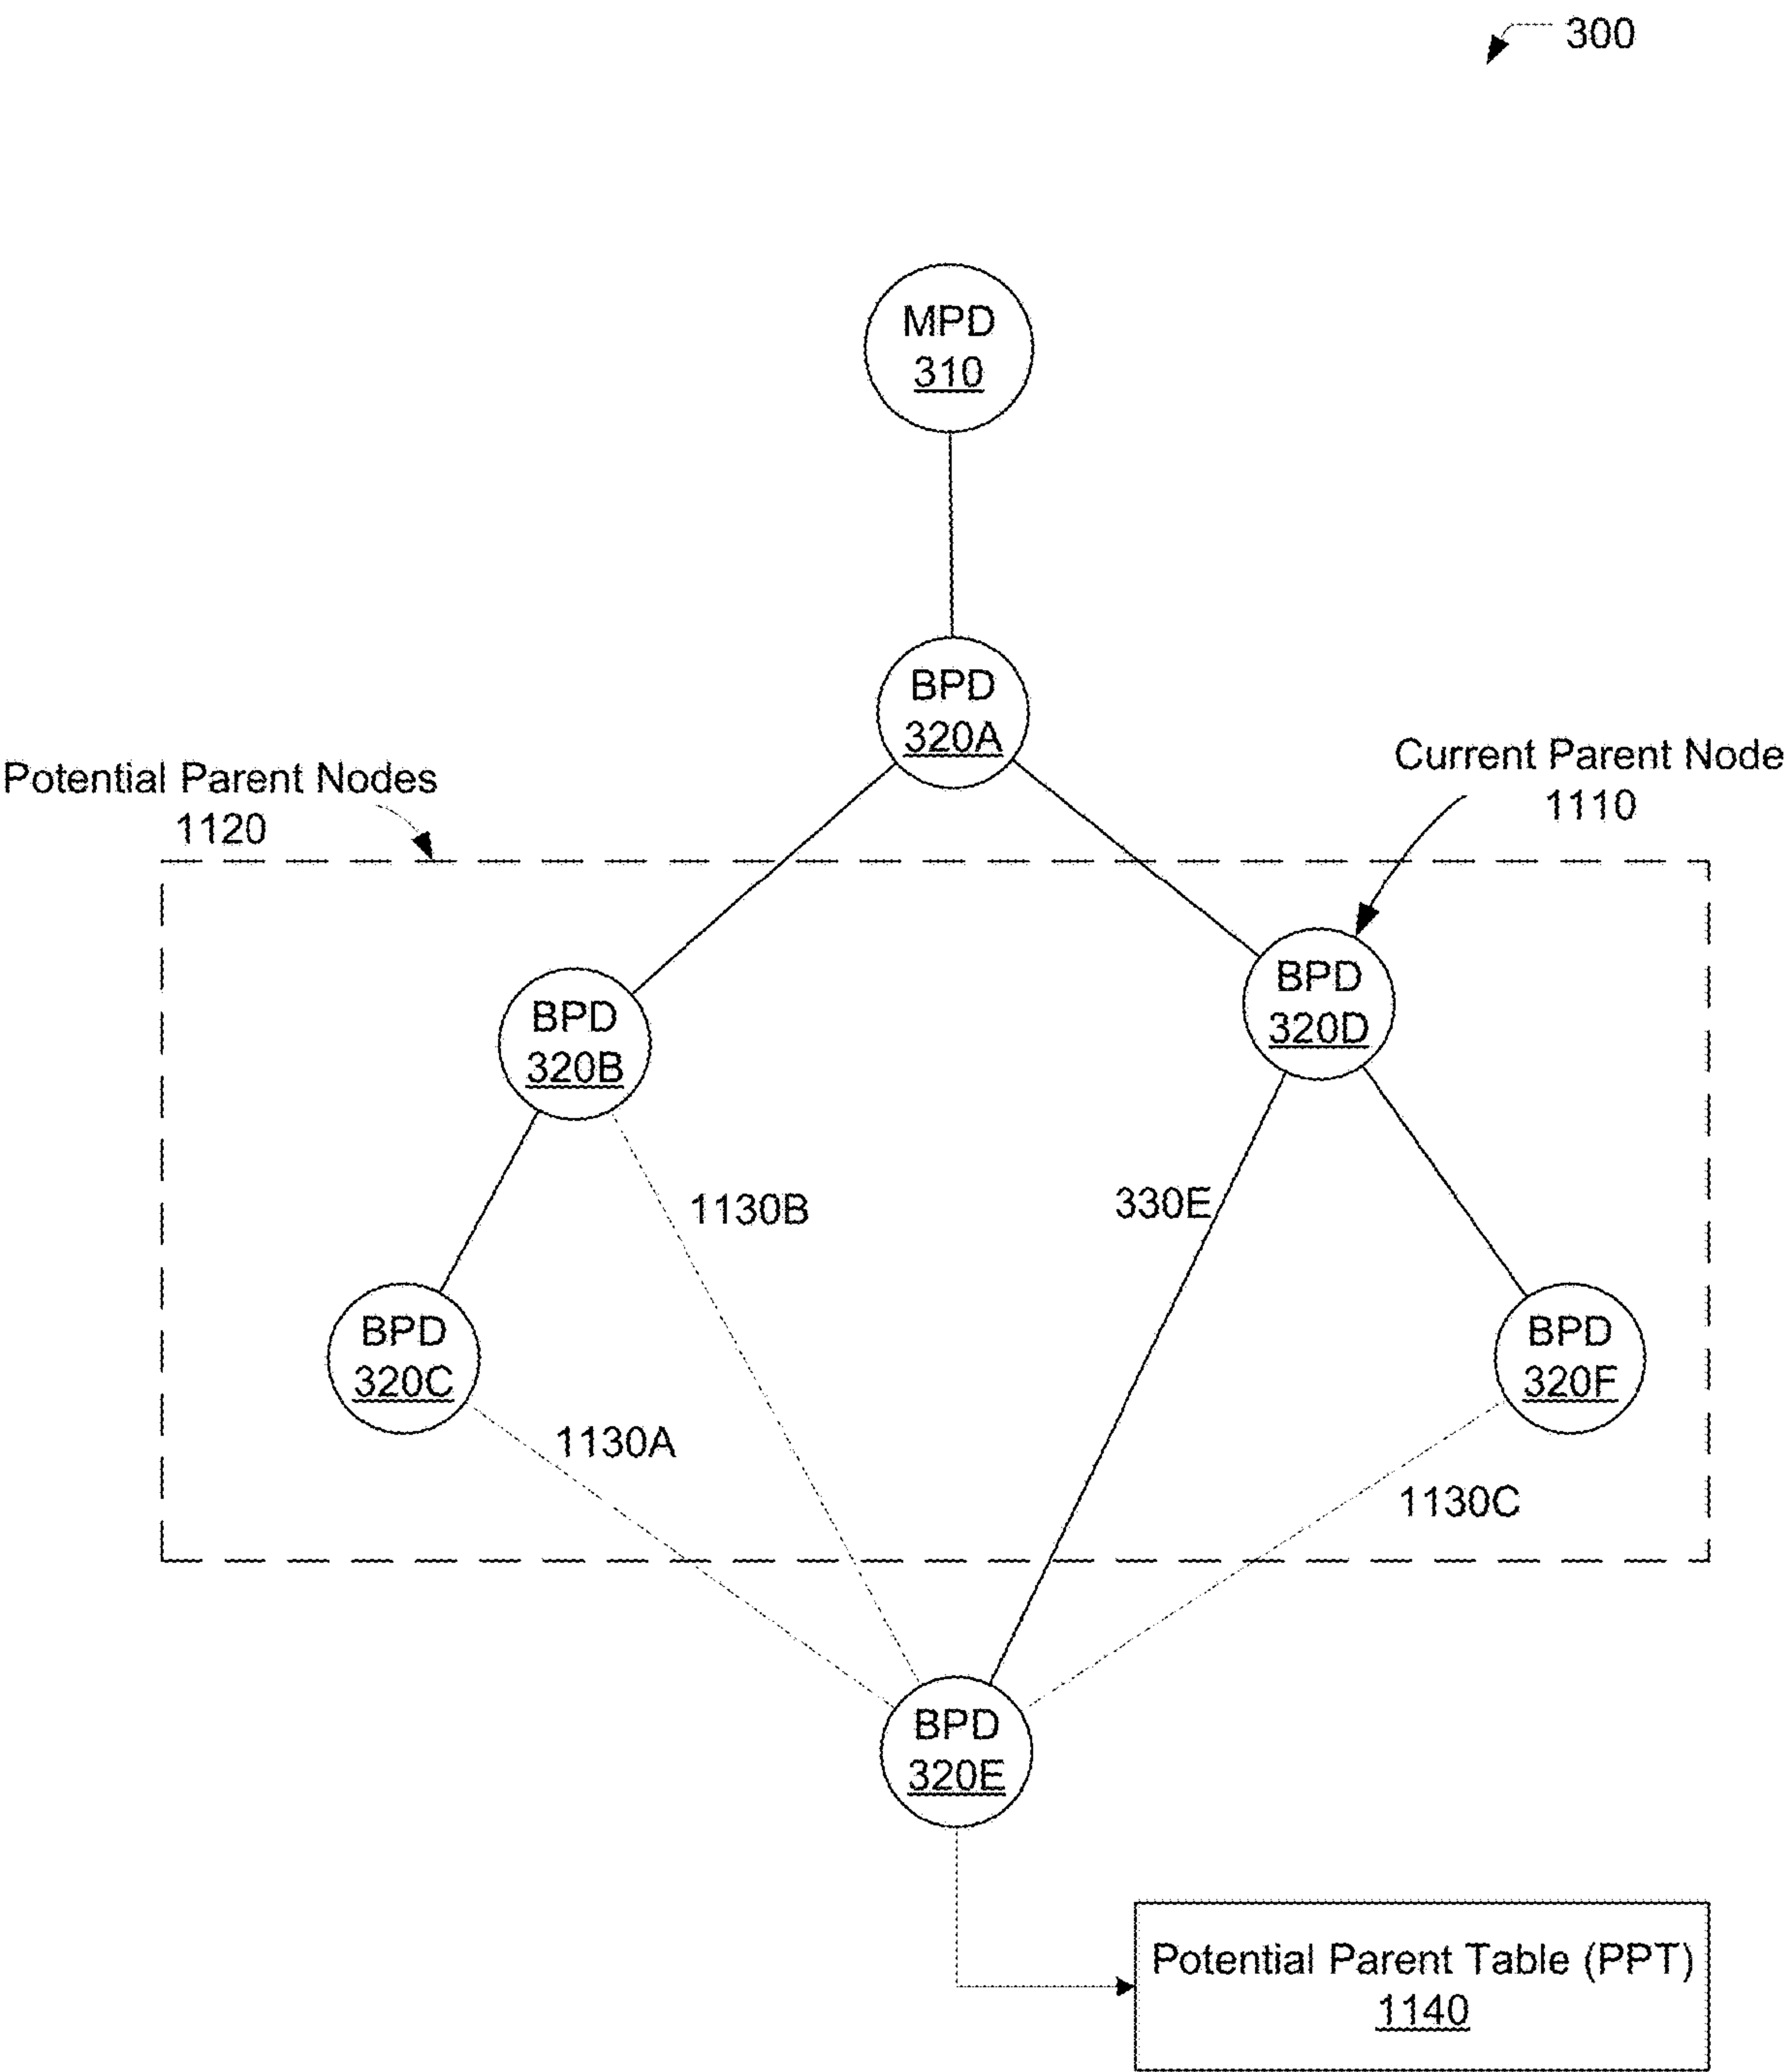 300
MPD
310
BPD
320A
Potential Parent Nodes
1120
Current Parent Node
1110
BPD
320B
BPD
320D
1130B
330E
BPD
320C
BPD
320F
1130A
1130C
BPD
320E
Potential Parent Table (PPT)
1140